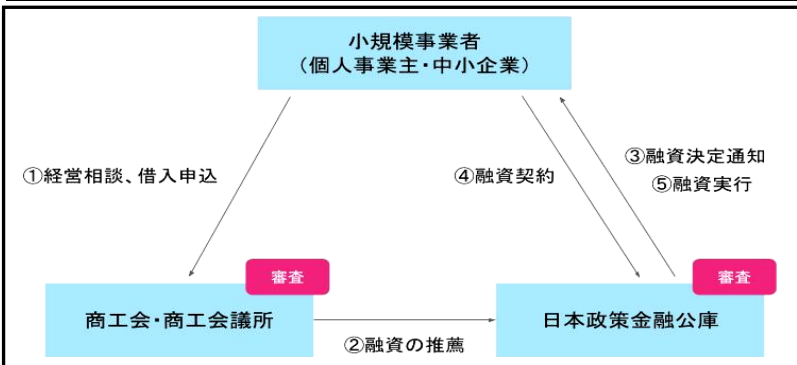 小規模事業者
（個人事業主・中小企業）
①経営相談、借入申込
④融資契約
③融資決定通知
⑤融資実行
審査
審査
商工会・商工会議所
②融資の推薦
日本政策金融公庫